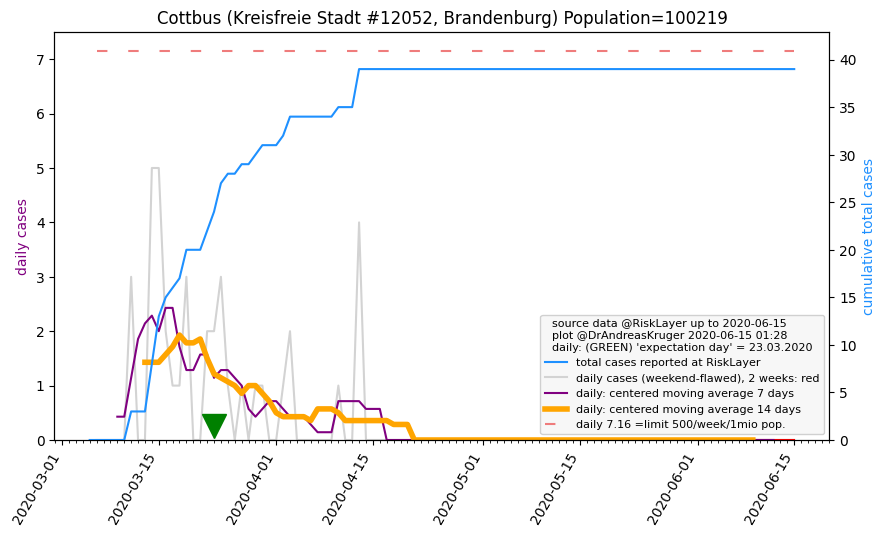 Cottbus (Kreisfreie Stadt #12052, Brandenburg) Population=100219
daily cases
7
6
5
4
3
2
1
0
40
35
30
25
20
15
10
5
0
cumulative total cases
source data @RiskLayer up to 2020-06-15
plot @DrAndreasKruger 2020-06-15 01:28
daily: (GREEN) 'expectation day' = 23.03.2020
total cases reported at RiskLayer
daily cases (weekend-flawed), 2 weeks: red
daily: centered moving average 7 days
daily: centered moving average 14 days
daily 7.16 =limit 500/week/1mio pop.
2020-03-01
2020-03-15
2020-04-01
2020-04-15
2020-05-01
2020-05-15
2020-06-01
2020-06-15